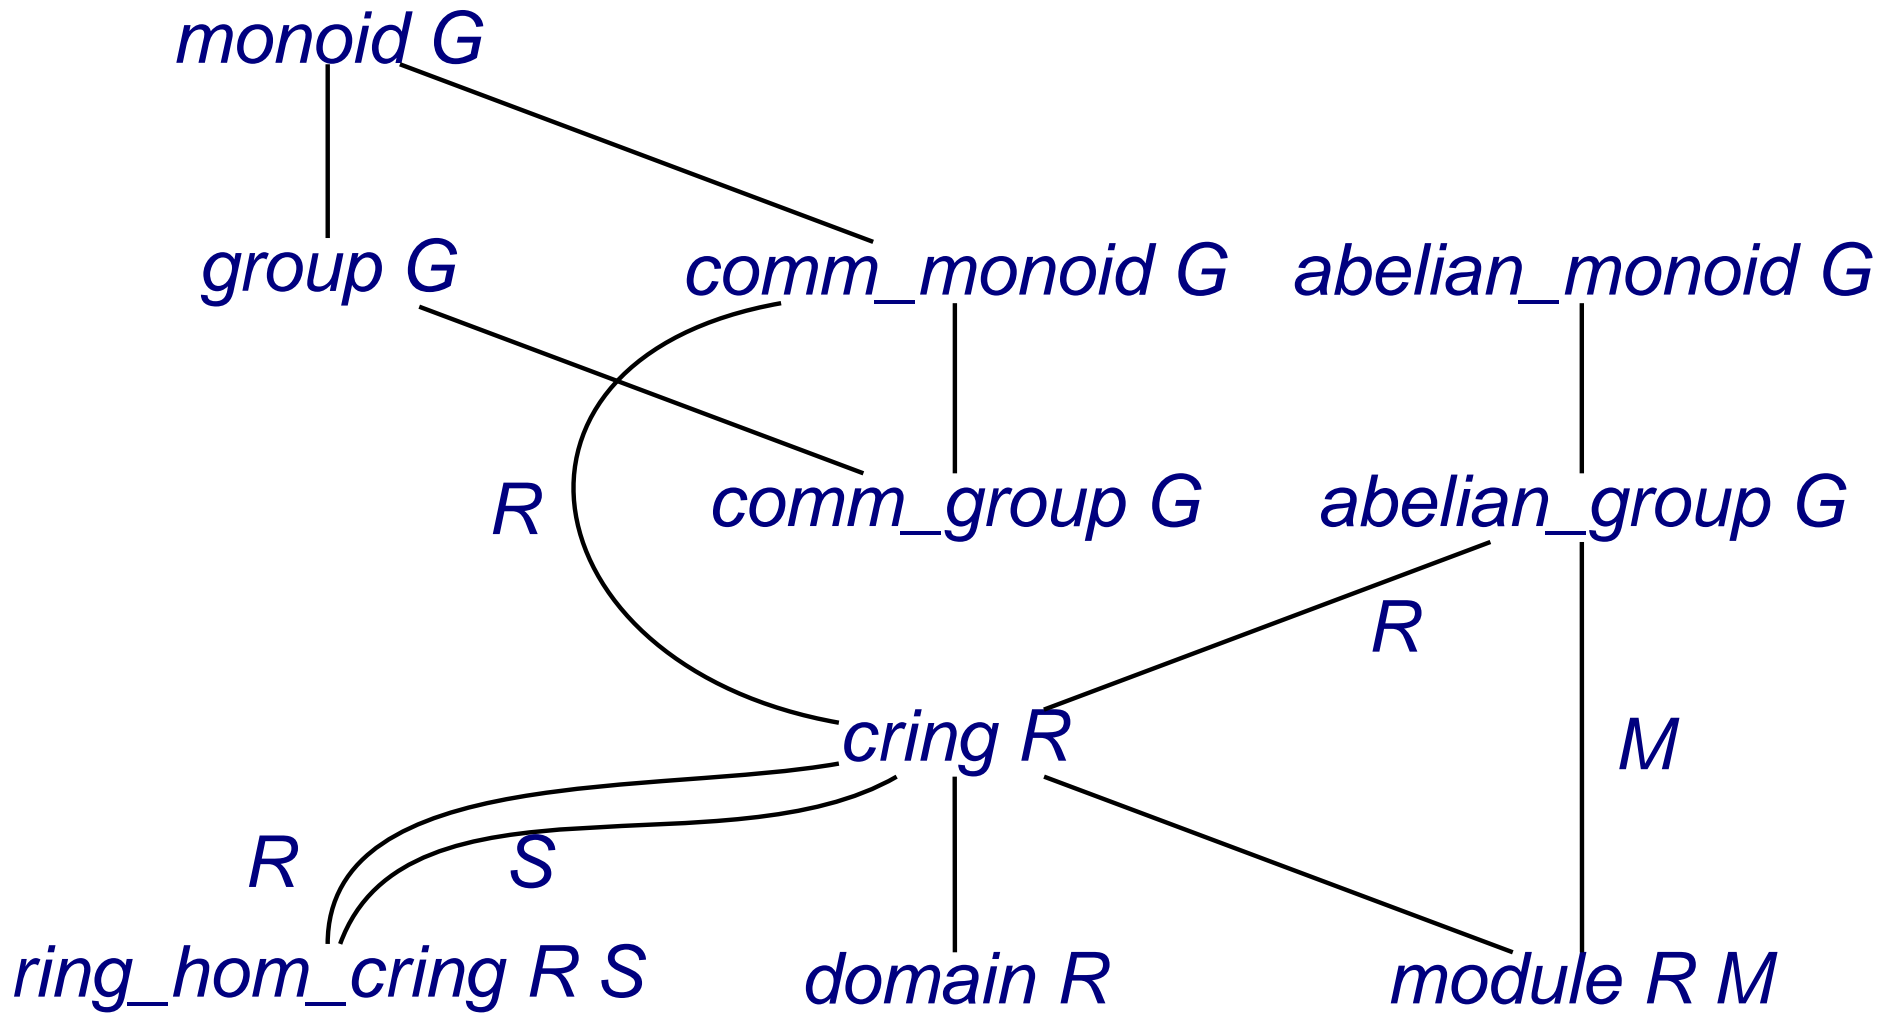 monoid G
group G
comm_monoid G
abelian_monoid G
R
comm_group G
abelian_group G
R
cring R
M
R
S
ring_hom_cring R S
domain R
module R M